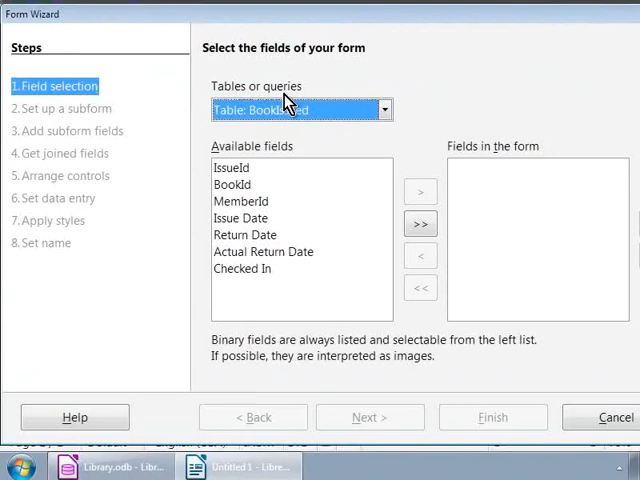 Form Wizard
Steps
1. Field selection
2. Set up a subform
3. Add subform fields
4. Get joined fields
5. Arrange controls
6. Set data entry
7. Apply styles
8. Set name
Select the fields of your form
Tables or queries
Table:
Available fields
IssueId
BookId
MemberId
Issue Date
Return Date
Actual Return Date
Checked In
>
>>
<
<<
Fields in the form
Binary fields are always listed and selectable from the left list.
If possible, they are interpreted as images.
Help
< Back
Next >
Finish
Cancel
Library.odb - Libr...
Untitled 1 - Libre...